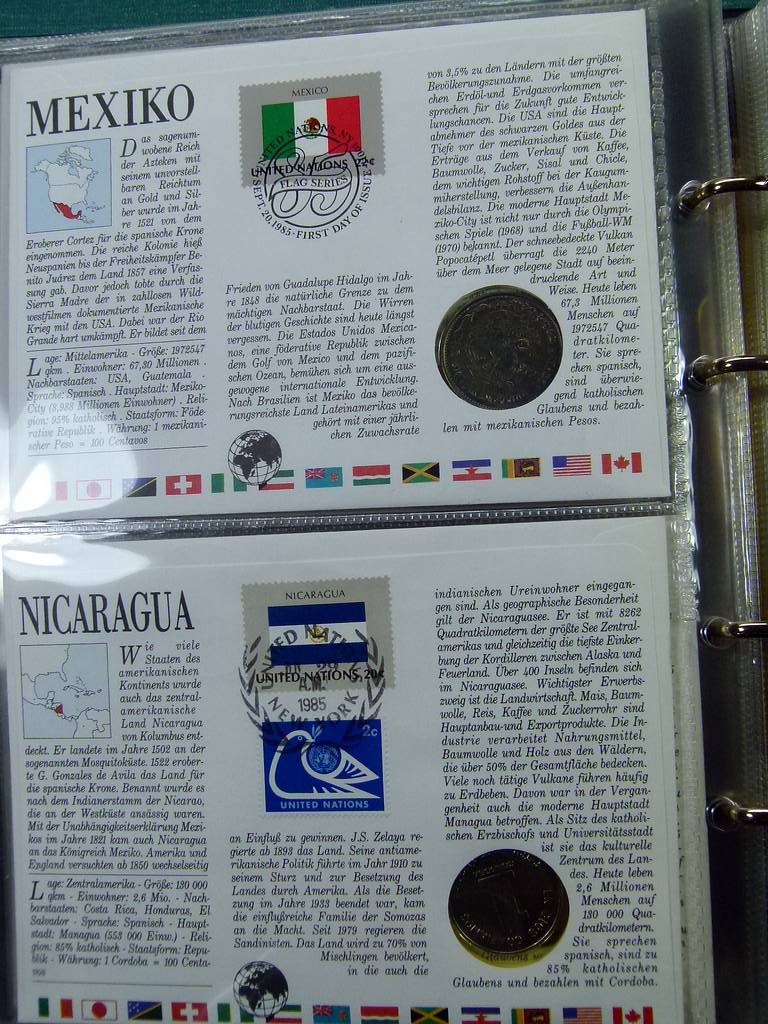 MEXIKO
Das sagenum-
wobene Reich
der Azteken mit
seinem unvorstell-
baren Reichtum
an Gold und Sil-
ber wurde im Jah-
re 1521 von dem
Eroberer Cortez für die spanische Krone
eingenommen. Die reiche Kolonie hieß
Neuspanien bis der Freiheitskämpfer Be-
nito Juárez dem Land 1857 eine Verfas-
sung gab. Davor jedoch tobte durch die
Sierra Madre der in zahllosen Wild-
westfilmen dokumentierte Mexikanische
Krieg mit den USA. Dabei war der Rio
Grande hart umkämpft. Er bildet seit dem
Lage: Mittelamerika - Größe: 1972547
qkm . Einwohner: 67,30 Millionen .
Nachbarstaaten: USA, Guatemala .
Sprache: Spanisch . Hauptstadt: Mexiko-
City (8,988 Millionen Einwohner) . Reli-
gion: 95% katholisch . Staatsform: Föde-
rative Republik . Währung: 1 mexikani-
scher Peso = 100 Centavos
MEXICO
UNITED NATIONS
UNITED NATIONS, NY
FLAG SERIES
SEPT. 20, 1985 - FIRST DAY OF ISSUE
Frieden von Guadalupe Hidalgo im Jah-
re 1848 die natürliche Grenze zu dem
mächtigen Nachbarstaat. Die Wirren
der blutigen Geschichte sind heute längst
vergessen. Die Estados Unidos Mexica-
nos, eine föderative Republik zwischen
dem Golf von Mexico und dem pazifi-
schen Ozean, bemühen sich um eine aus-
gewogene internationale Entwicklung.
Nach Brasilien ist Mexiko das bevölke-
rungsreichste Land Lateinamerikas und
gehört mit einer jährli-
chen Zuwachsrate
von 3,5% zu den Ländern mit der größten
Bevölkerungszunahme. Die umfangrei-
chen Erdöl-und Erdgasvorkommen ver-
sprechen für die Zukunft gute Entwick-
lungschancen. Die USA sind die Haupt-
abnehmer des schwarzen Goldes aus der
Tiefe vor der mexikanischen Küste. Die
Erträge aus dem Verkauf von Kaffee,
Baumwolle, Zucker, Sisal und Chicle,
dem wichtigen Rohstoff bei der Kaugum-
miherstellung, verbessern die Außenhan-
delsbilanz. Die moderne Hauptstadt Me-
xiko-City ist nicht nur durch die Olympi-
schen Spiele (1968) und die Fußball-WM
(1970) bekannt. Der schneebedeckte Vulkan
Popocatépetl überragt die 2240 Meter
über dem Meer gelegene Stadt auf beein-
druckende Art und
Weise. Heute leben
67,3 Millionen
Menschen auf
1972547 Qua-
dratkilome-
ter. Sie spre-
chen spanisch,
sind überwie-
gend katholischen
Glaubens und bezah-
len mit mexikanischen Pesos.
NICARAGUA
Wie viele
Staaten des
amerikanischen
Kontinents wurde
auch das zentral-
amerikanische
Land Nicaragua
von Kolumbus ent-
deckt. Er landete im Jahre 1502 an der
sogenannten Mosquitoküste. 1522 erober-
te G. Gonzales de Avila das Land für
die spanische Krone. Benannt wurde es
nach dem Indianerstamm der Nicarao,
die an der Westküste ansässig waren.
Mit der Unabhängigkeitserklärung Mexi-
kos im Jahre 1821 kam auch Nicaragua
an das Königreich Mexiko. Amerika und
England versuchten ab 1850 wechselseitig
Lage: Zentralamerika - Größe: 130 000
qkm - Einwohner: 2,6 Mio. - Nach-
barstaaten: Costa Rica, Honduras, El
Salvador - Sprache: Spanisch - Haupt-
stadt: Managua (553 000 Einw.) - Reli-
gion: 85% katholisch - Staatsform: Repu-
blik - Währung: 1 Cordoba = 100 Centa-
vos
NICARAGUA
UNITED NATIONS, 20c
UNITED NATIONS
A.M.
1985
NEW YORK
2c
UNITED NATIONS
an Einfluß zu gewinnen. J.S. Zelaya re-
gierte ab 1893 das Land. Seine antiame-
rikanische Politik führte im Jahr 1910 zu
seinem Sturz und zur Besetzung des
Landes durch Amerika. Als die Beset-
zung im Jahre 1933 beendet war, kam
die einflußreiche Familie der Somozas
an die Macht. Seit 1979 regieren die
Sandinisten. Das Land wird zu 70% von
Mischlingen bevölkert,
in die auch die
indianischen Ureinwohner eingegan-
gen sind. Als geographische Besonderheit
gilt der Nicaraguasee. Er ist mit 8262
Quadratkilometern der größte See Zentral-
amerikas und gleichzeitig die tiefste Einker-
bung der Kordilleren zwischen Alaska und
Feuerland. Über 400 Inseln befinden sich
im Nicaraguasee. Wichtigster Erwerbs-
zweig ist die Landwirtschaft. Mais, Baum-
wolle, Reis, Kaffee und Zuckerrohr sind
Hauptanbau-und Exportprodukte. Die In-
dustrie verarbeitet Nahrungsmittel,
Baumwolle und Holz aus den Wäldern,
die über 50% der Gesamtfläche bedecken.
Viele noch tätige Vulkane führen häufig
zu Erdbeben. Davon war in der Vergan-
genheit auch die moderne Hauptstadt
Managua betroffen. Als Sitz des katholi-
schen Erzbischofs und Universitätsstadt
ist sie das kulturelle
Zentrum des Lan-
des. Heute leben
2,6 Millionen
Menschen auf
130 000 Qua-
dratkilometern.
Sie sprechen
spanisch, sind zu
85% katholischen
Glaubens und bezahlen mit Cordoba.